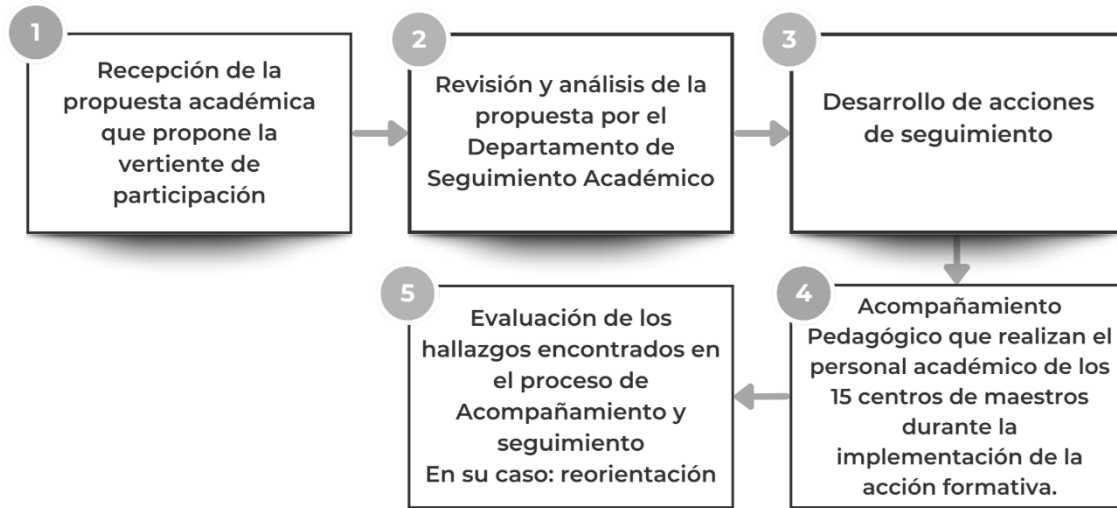 1
Recepción de la
propuesta académica
que propone la
vertiente de
participación
2
Revisión y análisis de la
propuesta por el
Departamento de
Seguimiento Académico
3
Desarrollo de acciones
de seguimiento
4
Acompañamiento
Pedagógico que realizan el
personal académico de los
15 centros de maestros
durante la
implementación de la
acción formativa.
5
Evaluación de los
hallazgos encontrados en
el proceso de
Acompañamiento y
seguimiento
En su caso: reorientación